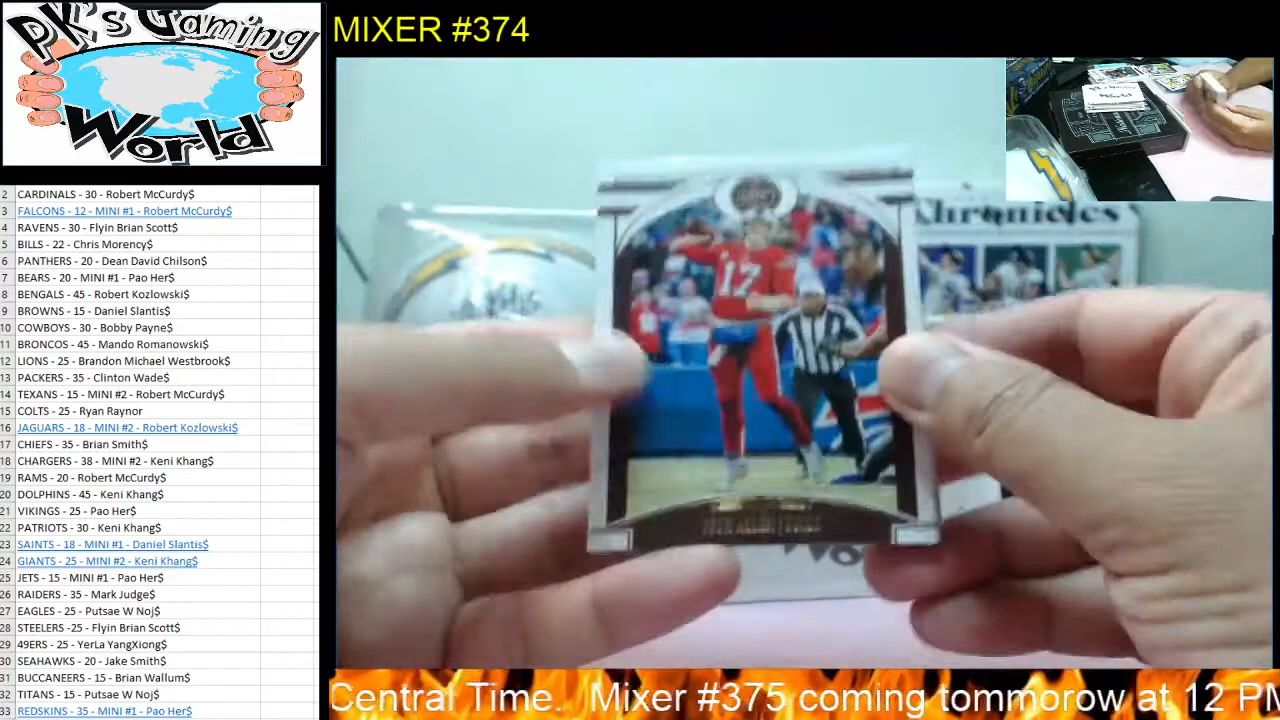 PK's Gaming
World
MIXER #374
2 CARDINALS - 30 - Robert McCurdy$
3 FALCONS - 12 - MINI #1 - Robert McCurdy$
4 RAVENS - 30 - Flyin Brian Scott$
5 BILLS - 22 - Chris Morency$
6 PANTHERS - 20 - Dean David Chilson$
7 BEARS - 20 - MINI #1 - Pao Her$
8 BENGALS - 45 - Robert Kozlowski$
9 BROWNS - 15 - Daniel Slantis$
10 COWBOYS - 30 - Bobby Payne$
11 BRONCOS - 45 - Mando Romanowski$
12 LIONS - 25 - Brandon Michael Westbrook$
13 PACKERS - 35 - Clinton Wade$
14 TEXANS - 15 - MINI #2 - Robert McCurdy$
15 COLTS - 25 - Ryan Raynor
16 JAGUARS - 18 - MINI #2 - Robert Kozlowski$
17 CHIEFS - 35 - Brian Smith$
18 CHARGERS - 38 - MINI #2 - Keni Khang$
19 RAMS - 20 - Robert McCurdy$
20 DOLPHINS - 45 - Keni Khang$
21 VIKINGS - 25 - Pao Her$
22 PATRIOTS - 30 - Keni Khang$
23 SAINTS - 18 - MINI #1 - Daniel Slantis$
24 GIANTS - 25 - MINI #2 - Keni Khang$
25 JETS - 15 - MINI #1 - Pao Her$
26 RAIDERS - 35 - Mark Judge$
27 EAGLES - 25 - Putsae W Noj$
28 STEELERS -25 - Flyin Brian Scott$
29 49ERS - 25 - YerLa YangXiong$
30 SEAHAWKS - 20 - Jake Smith$
31 BUCCANEERS - 15 - Brian Wallum$
32 TITANS - 15 - Putsae W Noj$
33 REDSKINS - 35 - MINI #1 - Pao Her$
Chronicles
17
Central Time. Mixer #375 coming tommorow at 12 PM